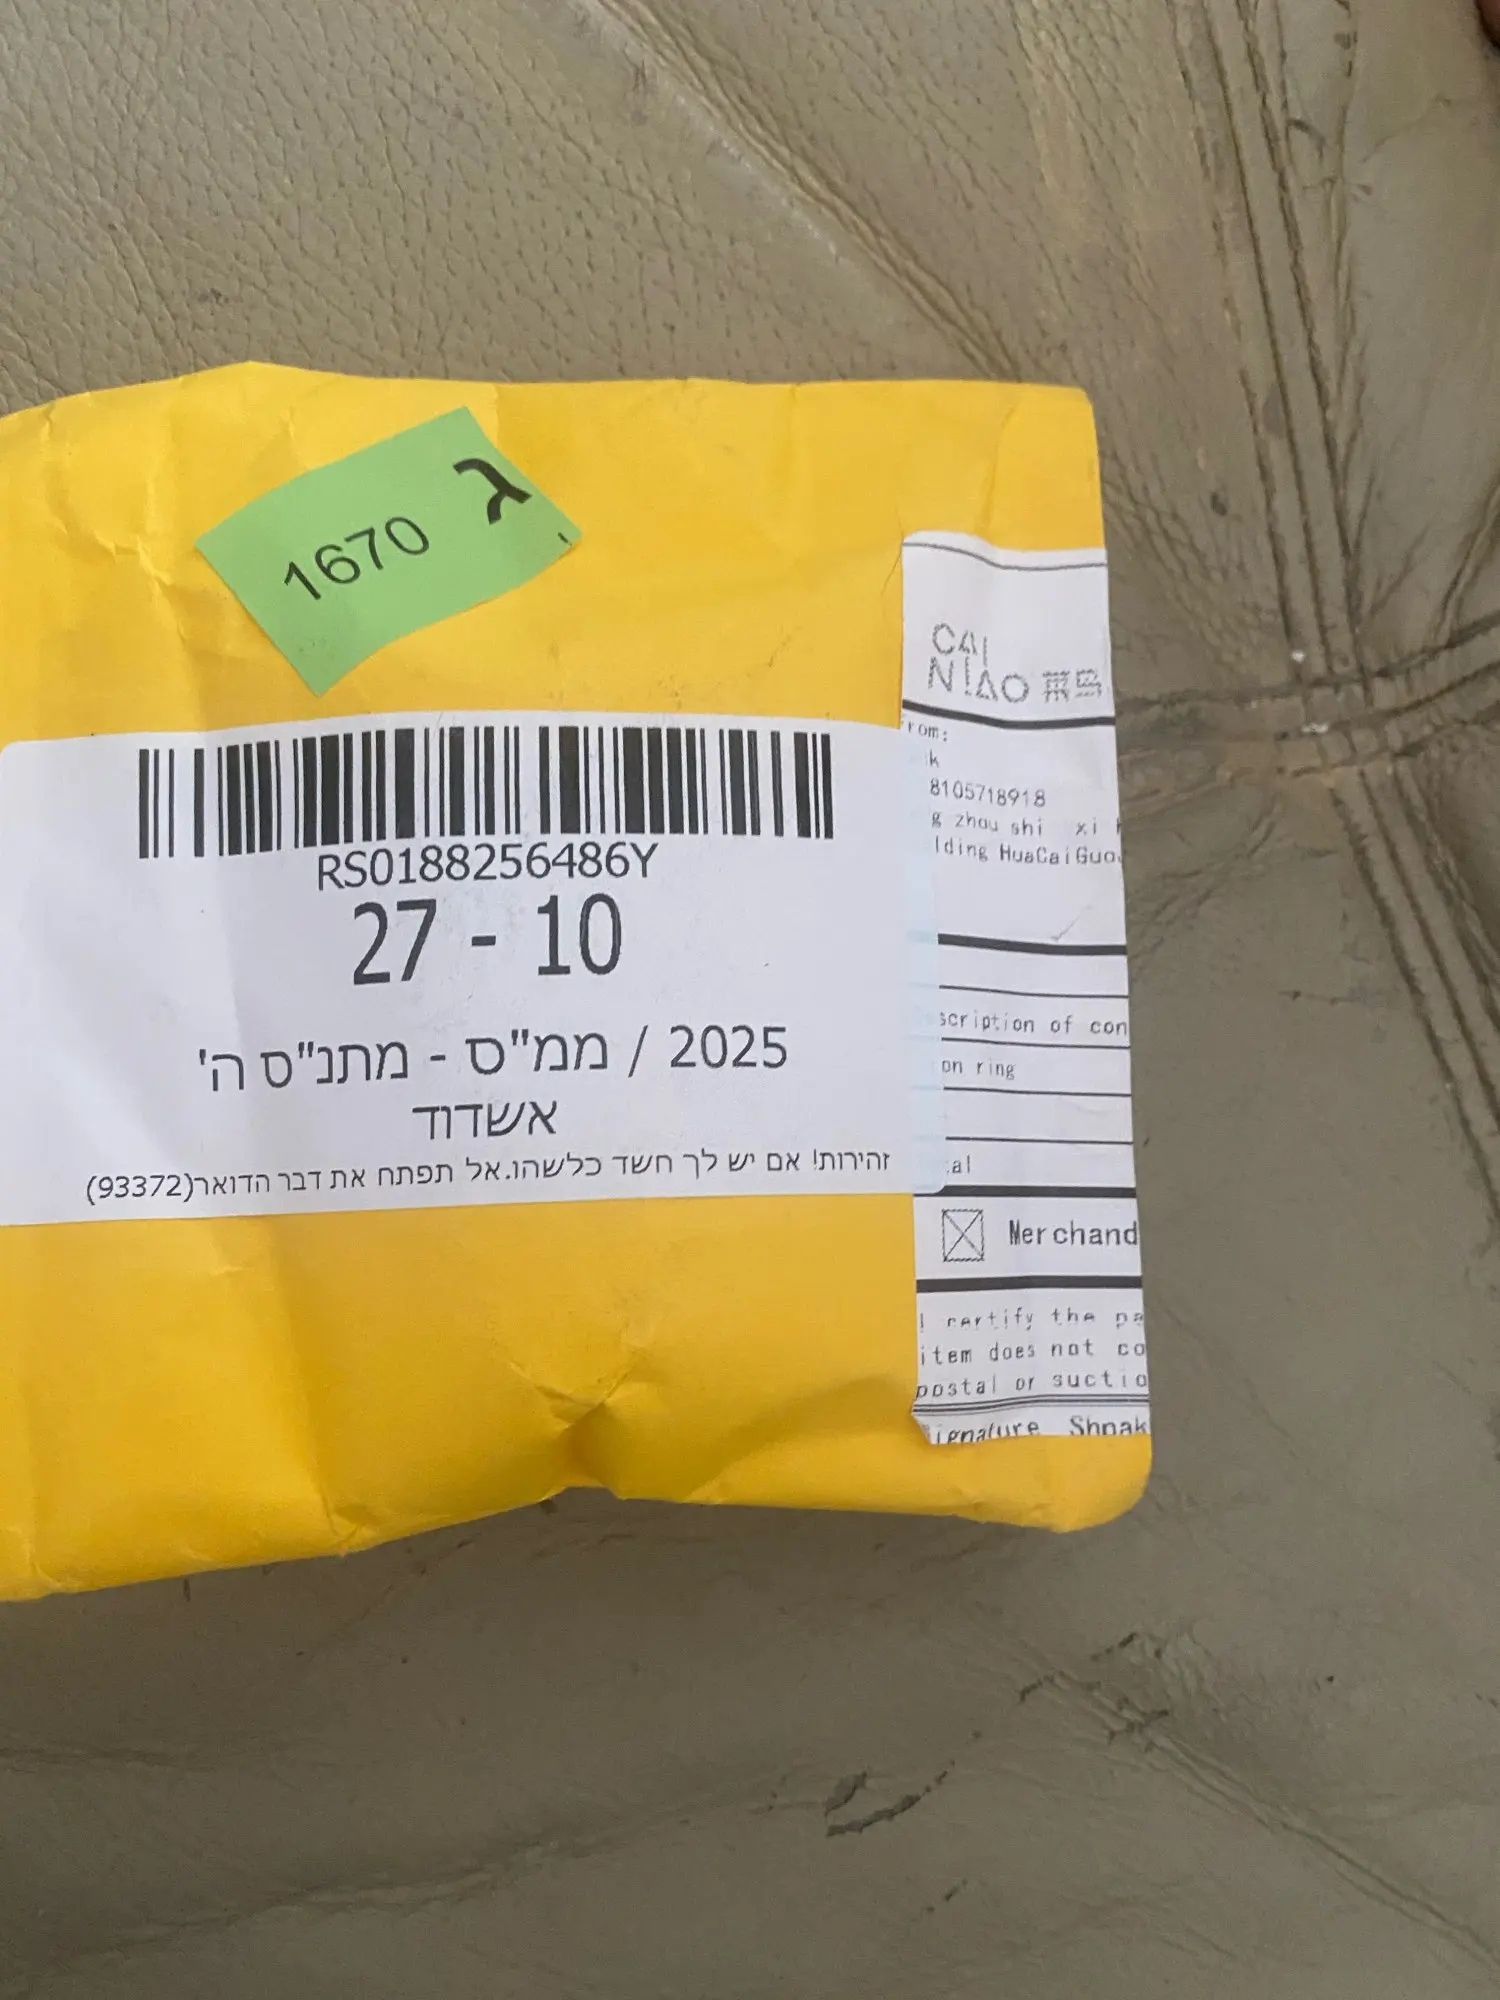 1670 ג
RS0188256486Y
27 - 10
2025 / ממ"ס - מתנ"ס ה'
אשדוד
זהירות! אם יש לך חשד כלשהו.אל תפתח את דבר הדואר(93372)
CAI
NIAO 菜鸟
rom:
k
8105718918
g zhou shi xi
lding HuaCaiGuo
scription of con
on ring
al
Merchand
I certify the pa
item does not co
postal or suctio
ignature Shpak